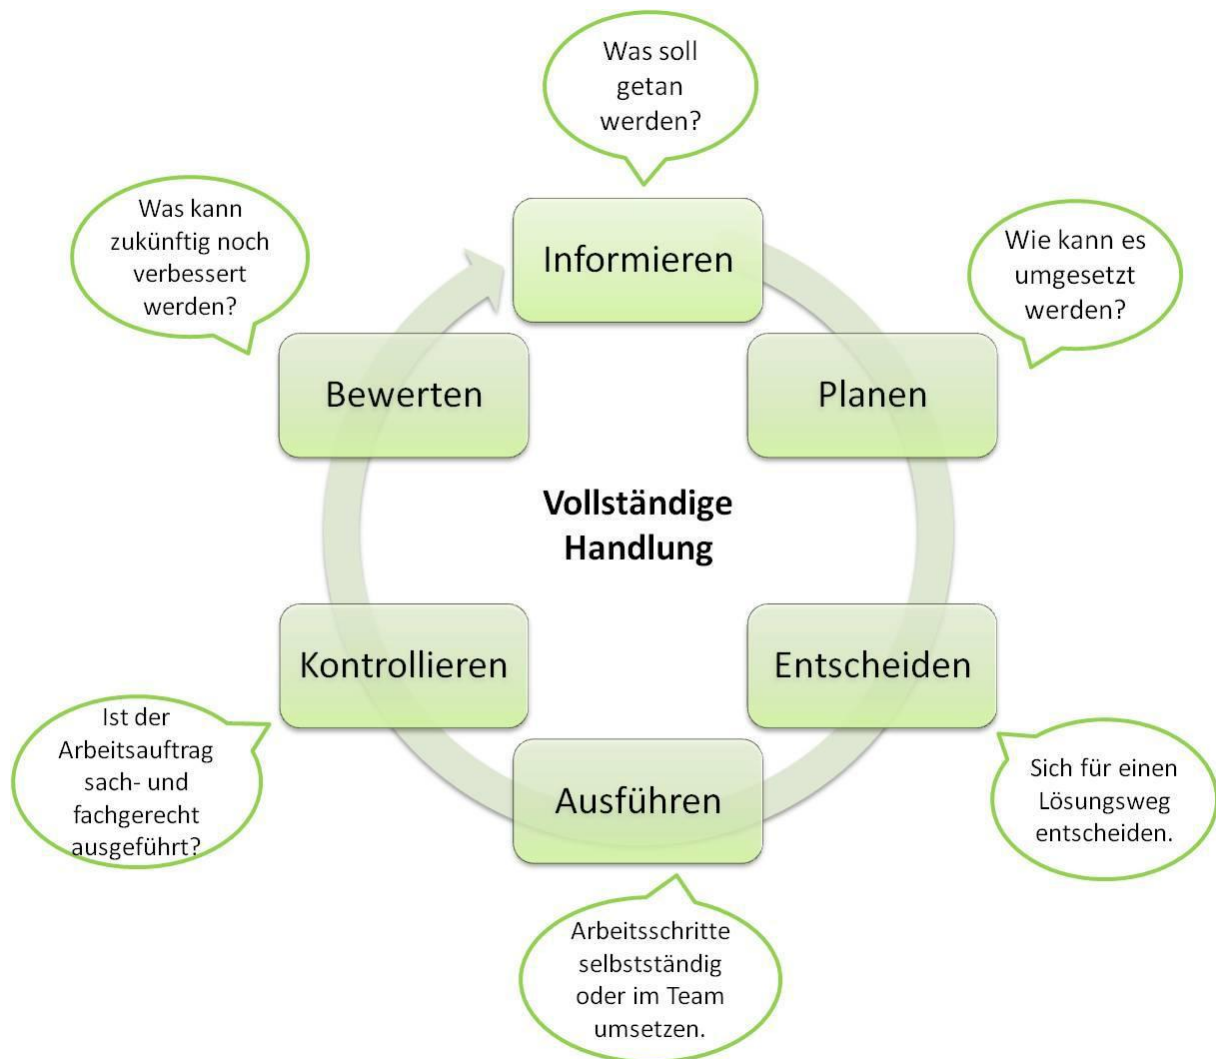 Was soll
getan
werden?
Informieren
Wie kann es
umgesetzt
werden?
Planen
Sich für einen
Lösungsweg
entscheiden.
Entscheiden
Arbeitsschritte
selbstständig
oder im Team
umsetzen.
Ausführen
Ist der
Arbeitsauftrag
sach- und
fachgerecht
ausgeführt?
Kontrollieren
Was kann
zukünftig noch
verbessert
werden?
Bewerten
Vollständige
Handlung